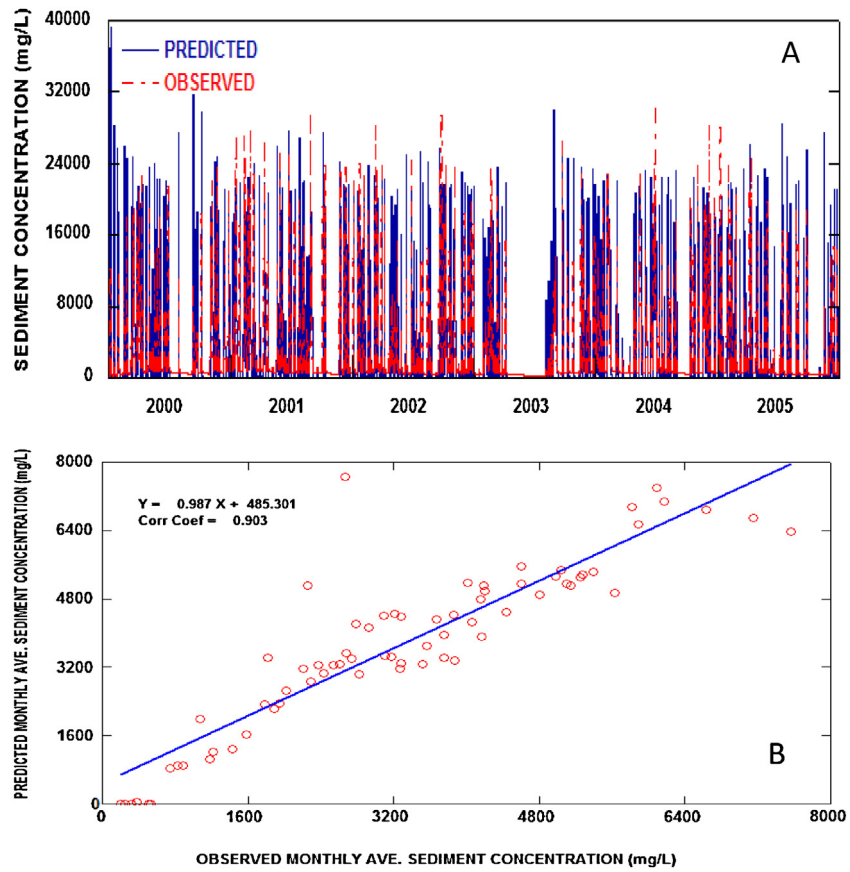 SEDIMENT CONCENTRATION (mg/L)
40000
32000
24000
16000
8000
0
PREDICTED
OBSERVED
A
2000 2001 2002 2003 2004 2005
PREDICTED MONTHLY AVE. SEDIMENT CONCENTRATION (mg/L)
8000
6400
4800
3200
1600
0
Y = 0.987 X + 485.301
Corr Coef = 0.903
B
0 1600 3200 4800 6400 8000
OBSERVED MONTHLY AVE. SEDIMENT CONCENTRATION (mg/L)